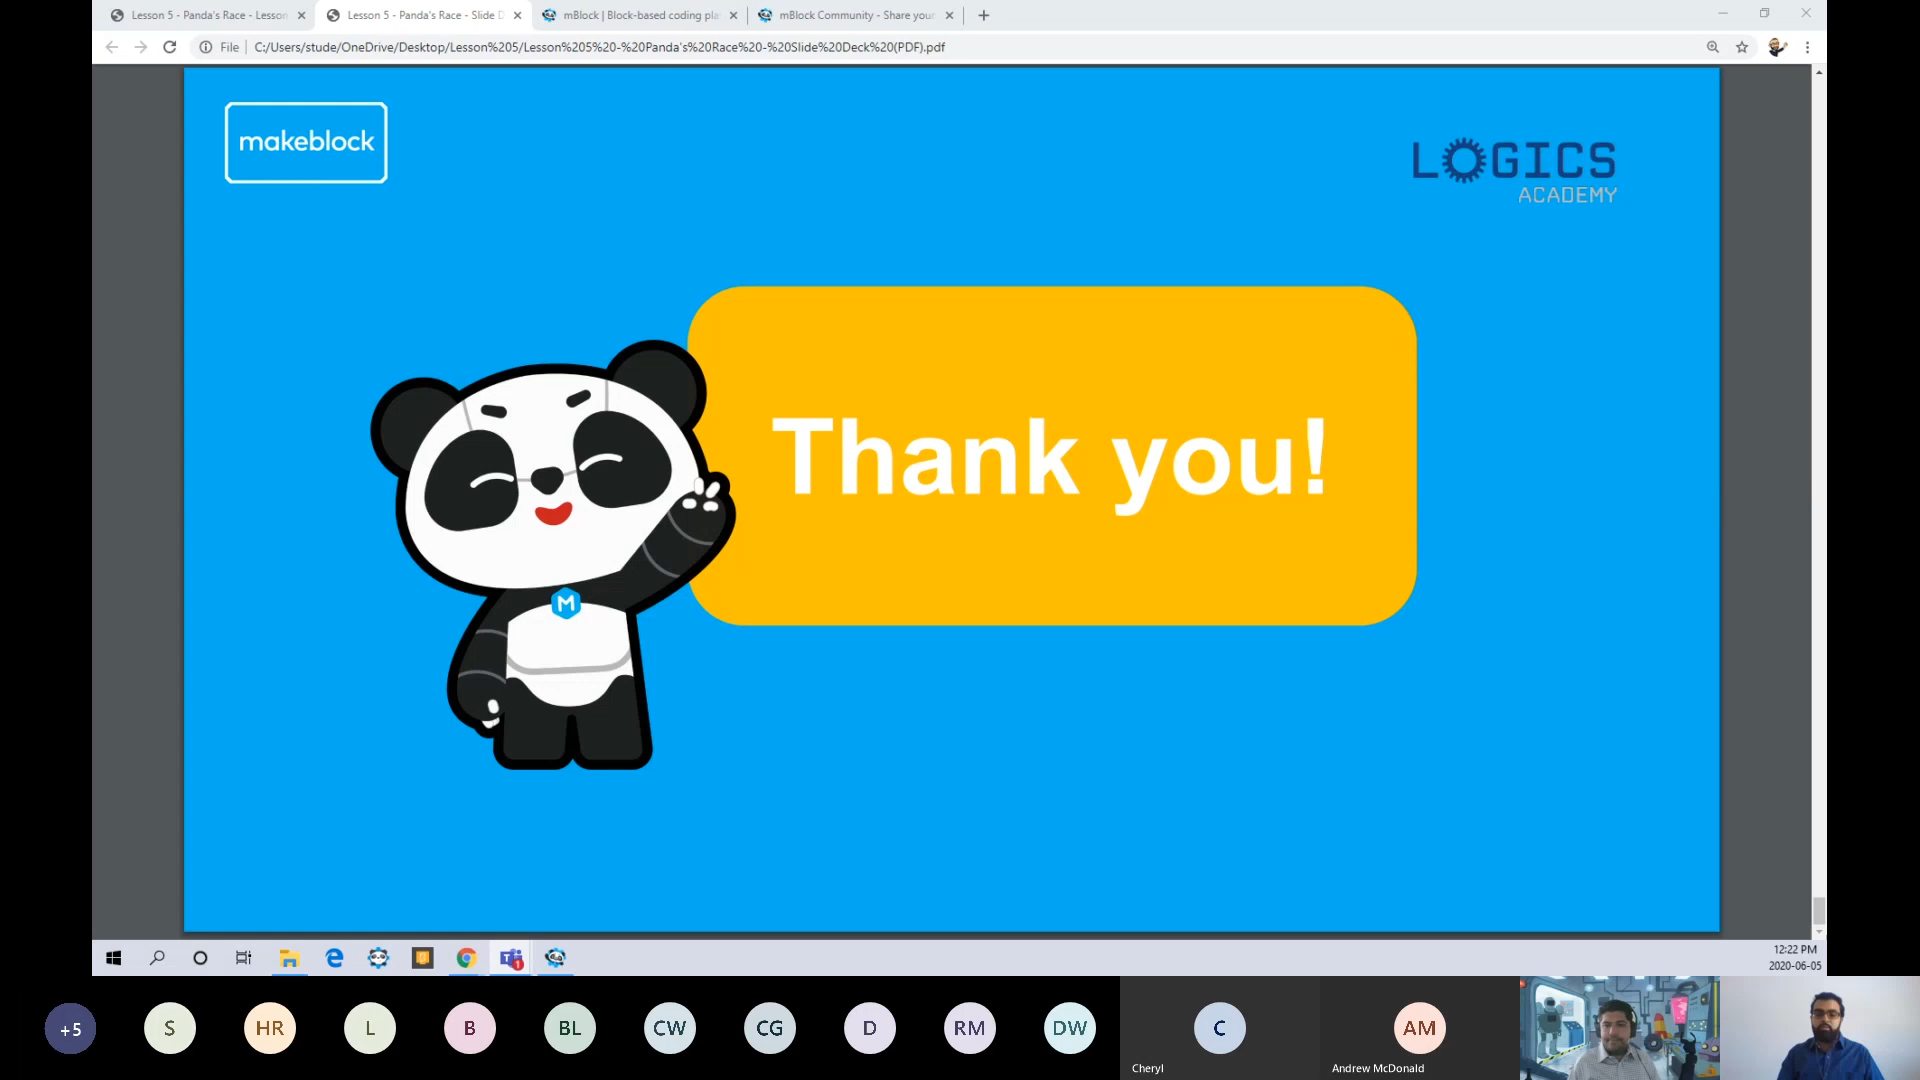 Lesson 5 - Panda's Race - Lesson
Lesson 5 - Panda's Race - Slide D
mBlock | Block-based coding pla
mBlock Community - Share your
File
C:/Users/stude/OneDrive/Desktop/Lesson%205/Lesson%205%20-%20Panda's%20Race%20-%20Slide%20Deck%20(PDF).pdf
makeblock
LOGICS
ACADEMY
Thank you!
M
12:22 PM
2020-06-05
+5
S
HR
L
B
BL
CW
CG
D
RM
DW
C
AM
Cheryl
Andrew McDonald